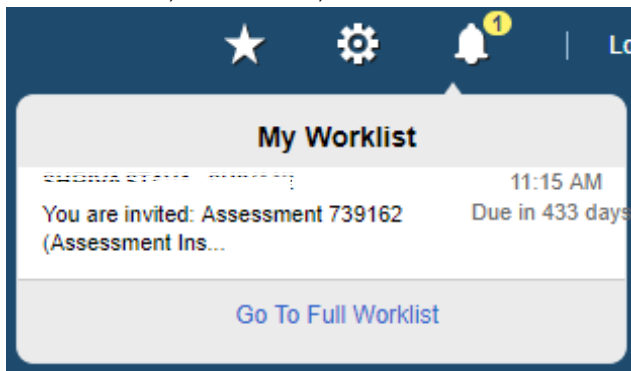 1
Lo
My Worklist
11:15 AM
You are invited: Assessment 739162
Due in 433 days
(Assessment Ins...
Go To Full Worklist